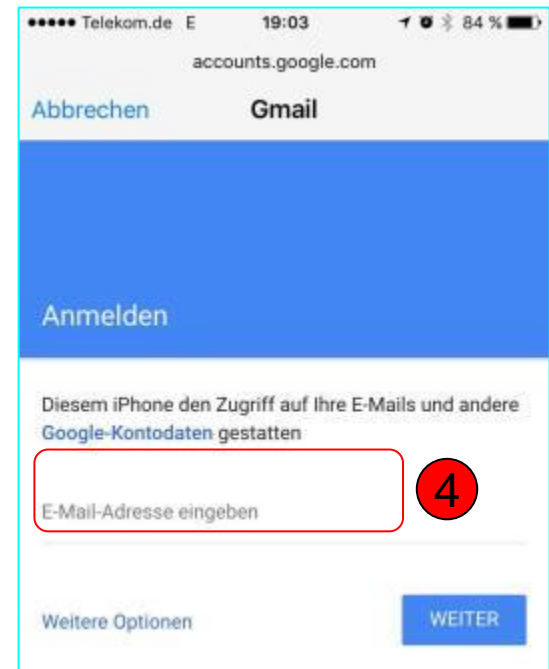 Telekom.de E 19:03 84 %
accounts.google.com
Abbrechen Gmail
Anmelden
Diesem iPhone den Zugriff auf Ihre E-Mails und andere
Google-Kontodaten gestatten
4
E-Mail-Adresse eingeben
Weitere Optionen WEITER